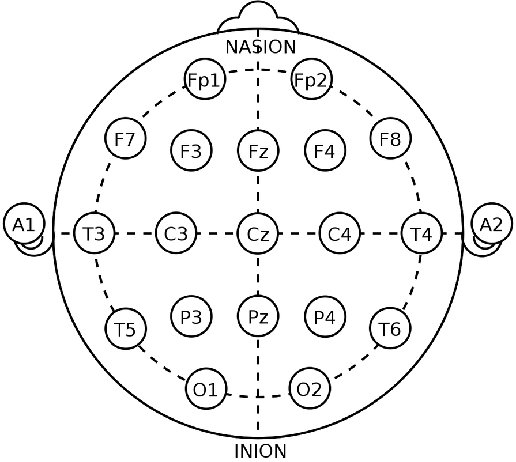 NASION
Fp1 Fp2
F7 F3 Fz F4 F8
A1 T3 C3 Cz C4 T4 A2
T5 P3 Pz P4 T6
O1 O2
INION